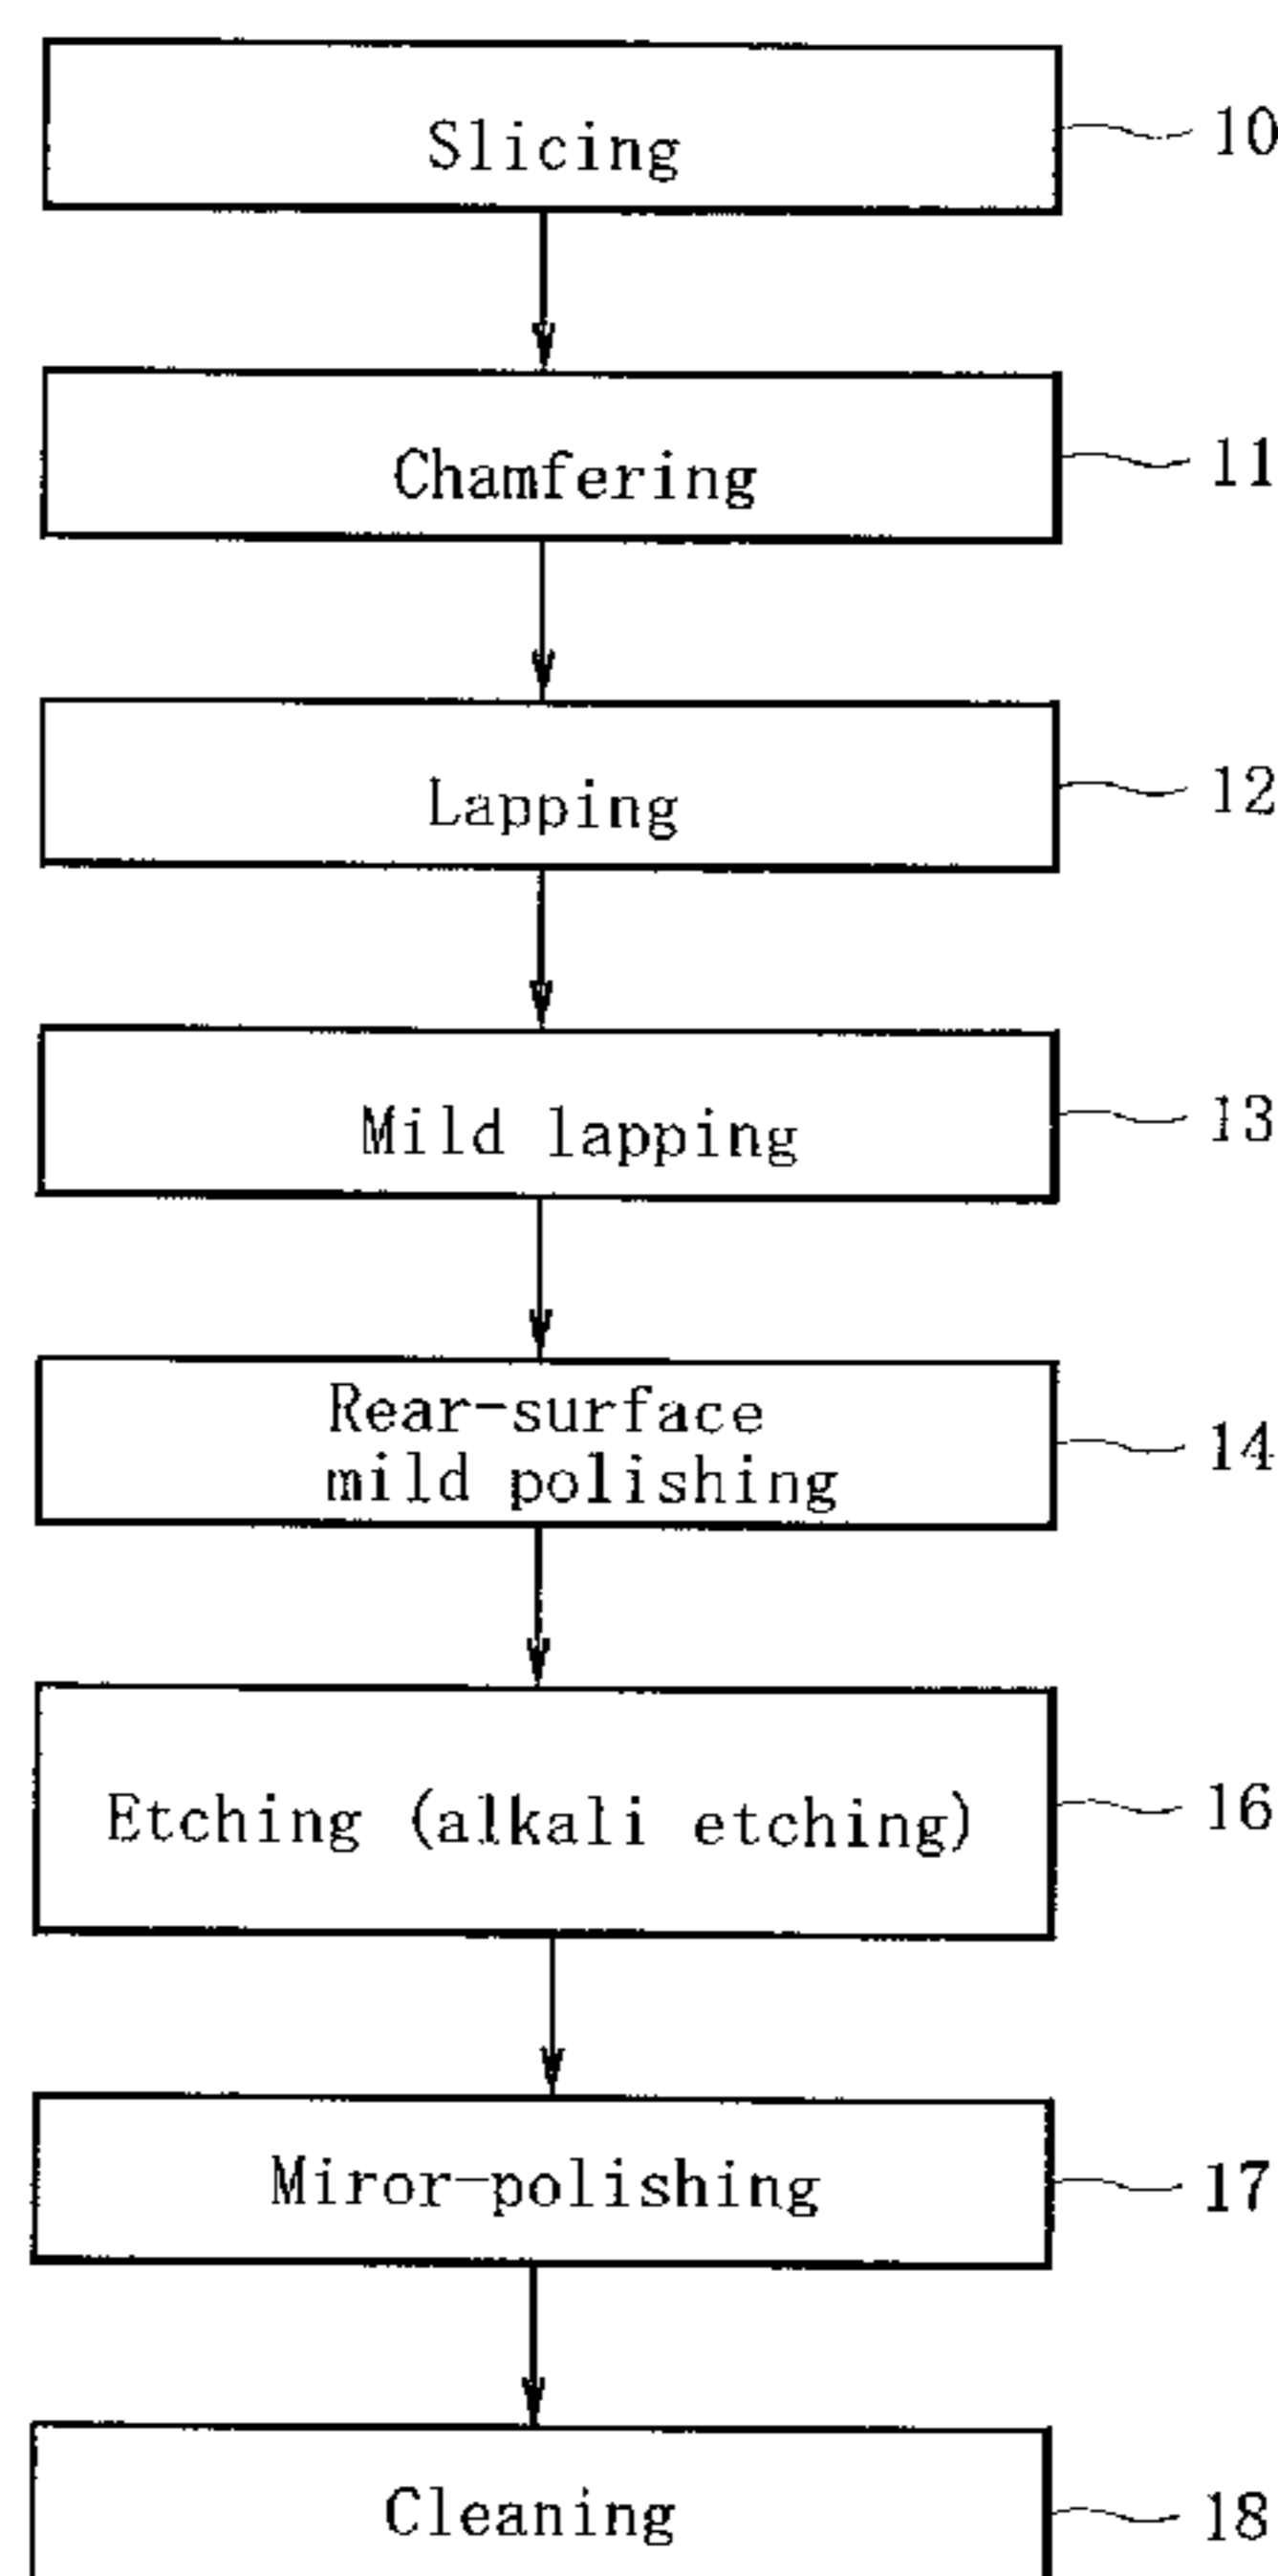 Slicing 10
Chamfering 11
Lapping 12
Mild lapping 13
Rear-surface
mild polishing 14
Etching (alkali etching) 16
Miror-polishing 17
Cleaning 18